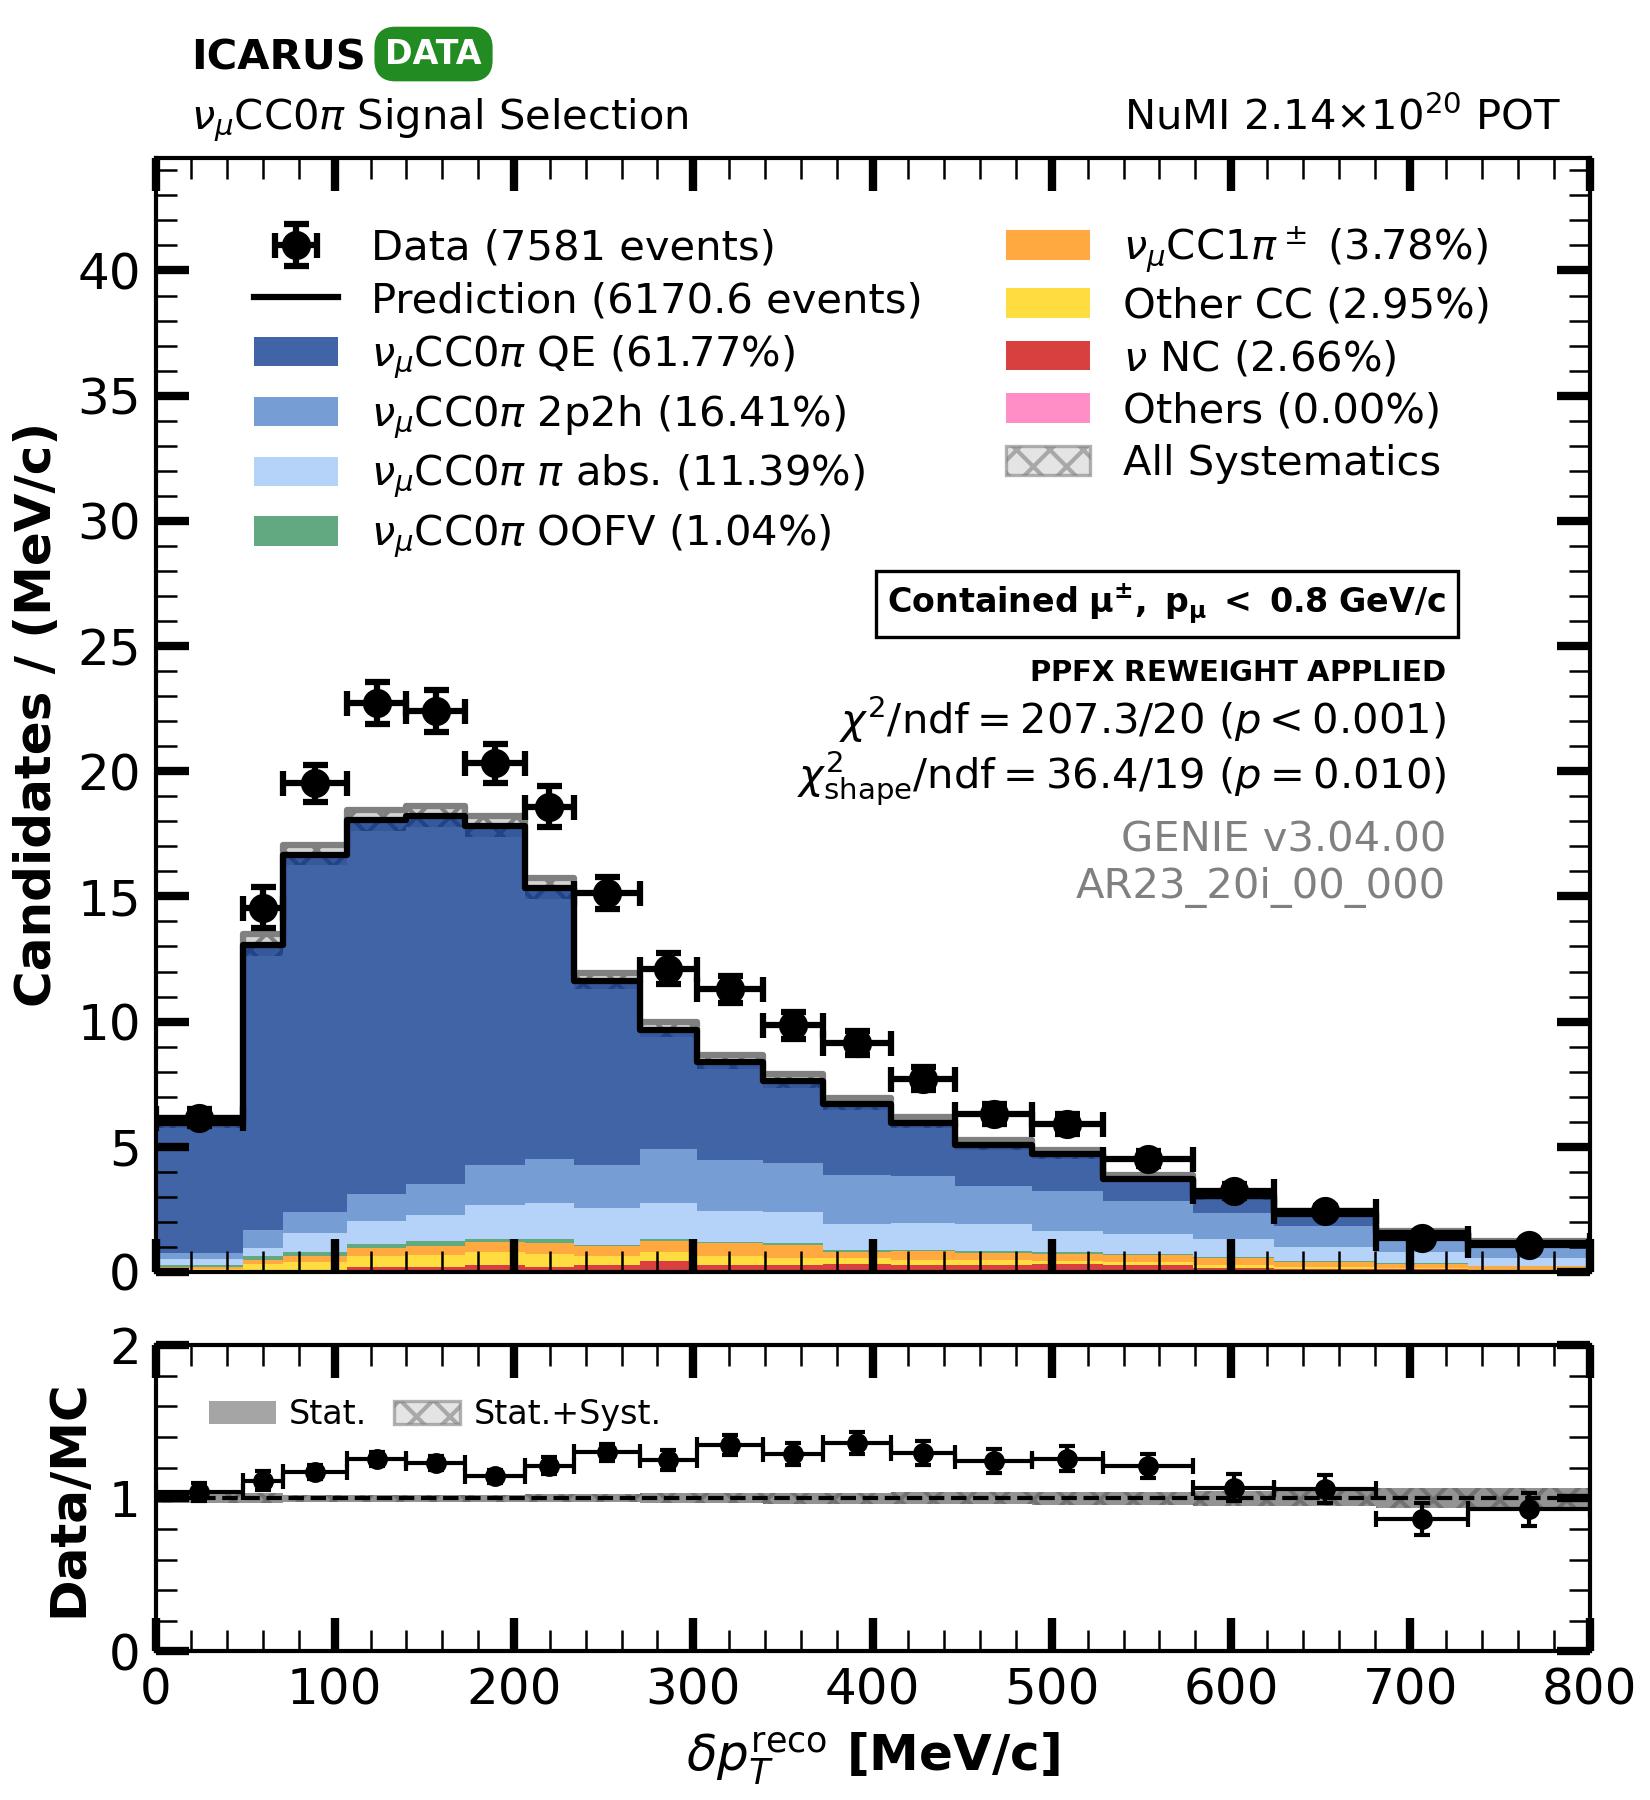 ICARUS DATA
νμCC0π Signal Selection
NuMI 2.14×10²⁰ POT
Candidates / (MeV/c)
40
35
30
25
20
15
10
5
0
Data (7581 events)
Prediction (6170.6 events)
νμCC0π QE (61.77%)
νμCC0π 2p2h (16.41%)
νμCC0π π abs. (11.39%)
νμCC0π OOFV (1.04%)
νμCC1π± (3.78%)
Other CC (2.95%)
ν NC (2.66%)
Others (0.00%)
All Systematics
Contained μ±, pμ < 0.8 GeV/c
PPFX REWEIGHT APPLIED
χ²/ndf = 207.3/20 (p < 0.001)
χ²shape/ndf = 36.4/19 (p = 0.010)
GENIE v3.04.00
AR23_20i_00_000
Data/MC
2
1
0
Stat. Stat.+Syst.
0 100 200 300 400 500 600 700 800
δp_T^reco [MeV/c]